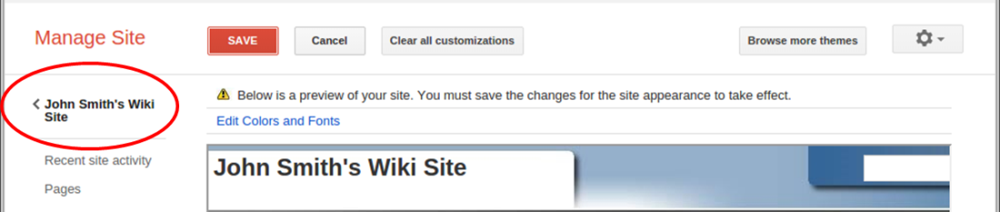 Manage Site
SAVE
Cancel
Clear all customizations
Browse more themes
John Smith's Wiki
Site
Below is a preview of your site. You must save the changes for the site appearance to take effect.
Edit Colors and Fonts
Recent site activity
Pages
John Smith's Wiki Site